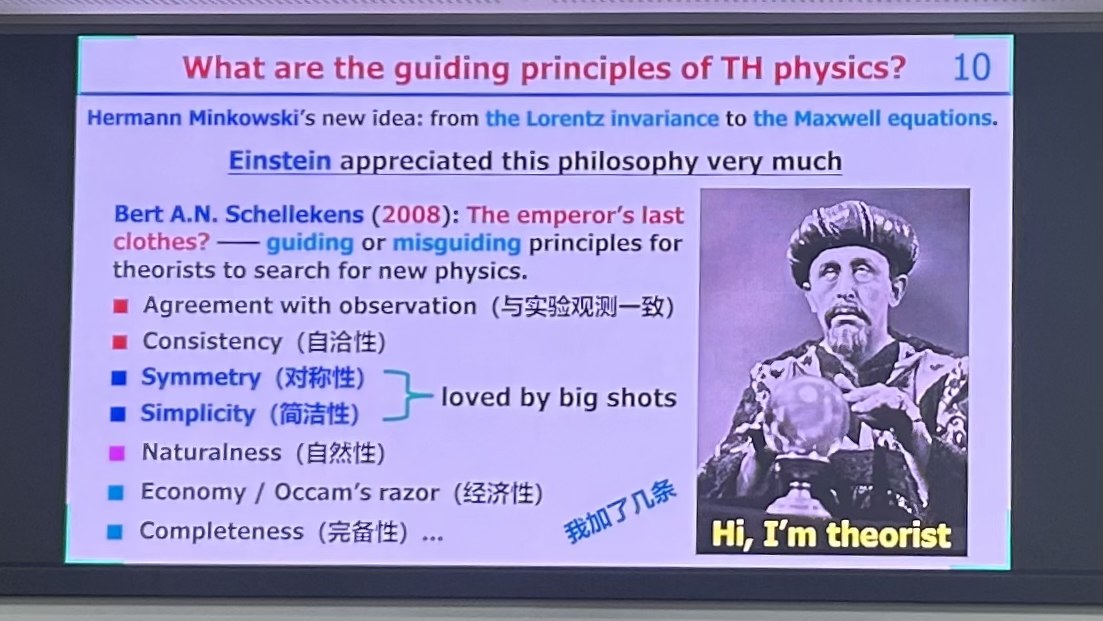 What are the guiding principles of TH physics? 10
Hermann Minkowski's new idea: from the Lorentz invariance to the Maxwell equations.
Einstein appreciated this philosophy very much
Bert A.N. Schellekens (2008): The emperor's last
clothes? —— guiding or misguiding principles for
theorists to search for new physics.
Agreement with observation (与实验观测一致)
Consistency (自洽性)
Symmetry (对称性)
Simplicity (简洁性)
loved by big shots
Naturalness (自然性)
Economy / Occam's razor (经济性)
Completeness (完备性) ...
我加了几条
Hi, I'm theorist